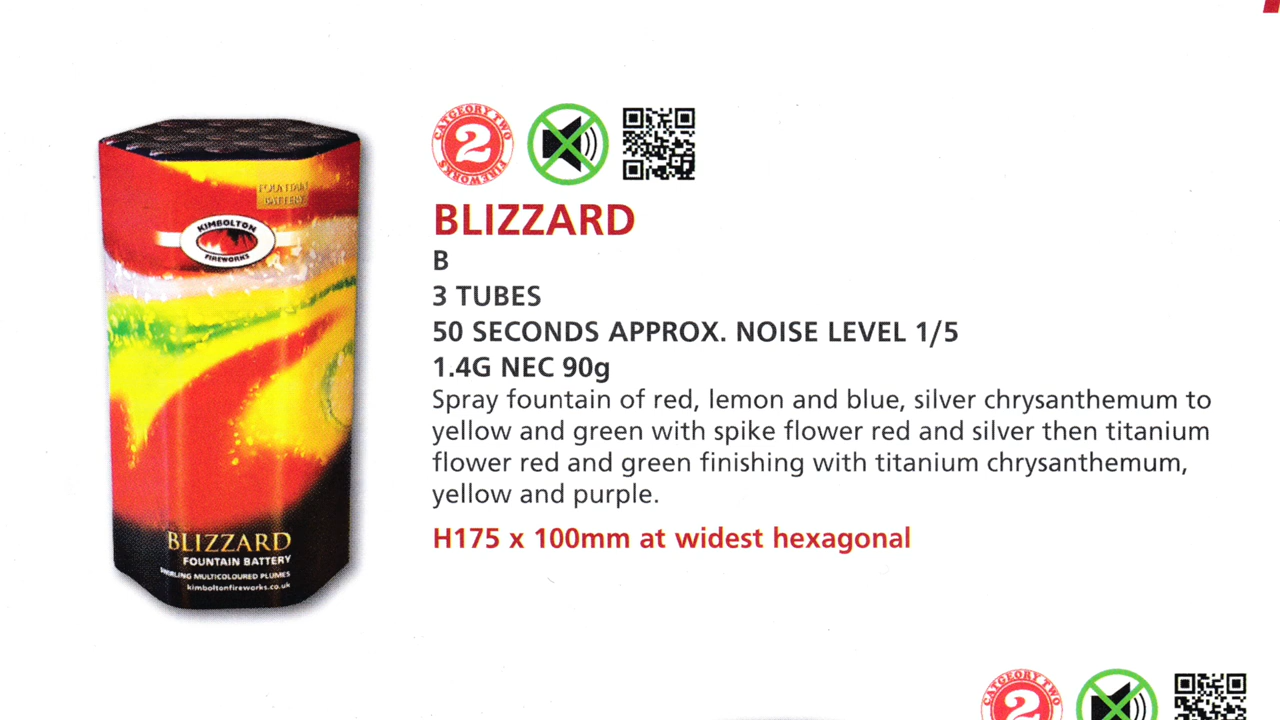 CATGEORY TWO
2
FIREWORKS
FOUNTAIN
BATTERY
KIMBOLTON
FIREWORKS
BLIZZARD
FOUNTAIN BATTERY
SWIRLING MULTICOLOURED PLUMES
kimboltonfireworks.co.uk
BLIZZARD
B
3 TUBES
50 SECONDS APPROX. NOISE LEVEL 1/5
1.4G NEC 90g
Spray fountain of red, lemon and blue, silver chrysanthemum to
yellow and green with spike flower red and silver then titanium
flower red and green finishing with titanium chrysanthemum,
yellow and purple.
H175 x 100mm at widest hexagonal
CATGEORY TWO
2